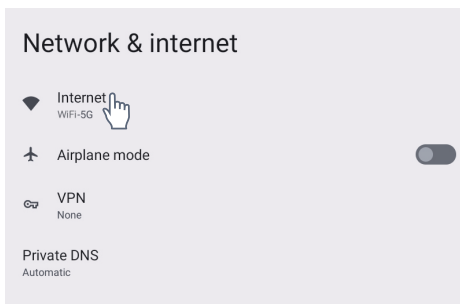 Network & internet
Internet
WiFi-5G
Airplane mode
VPN
None
Private DNS
Automatic